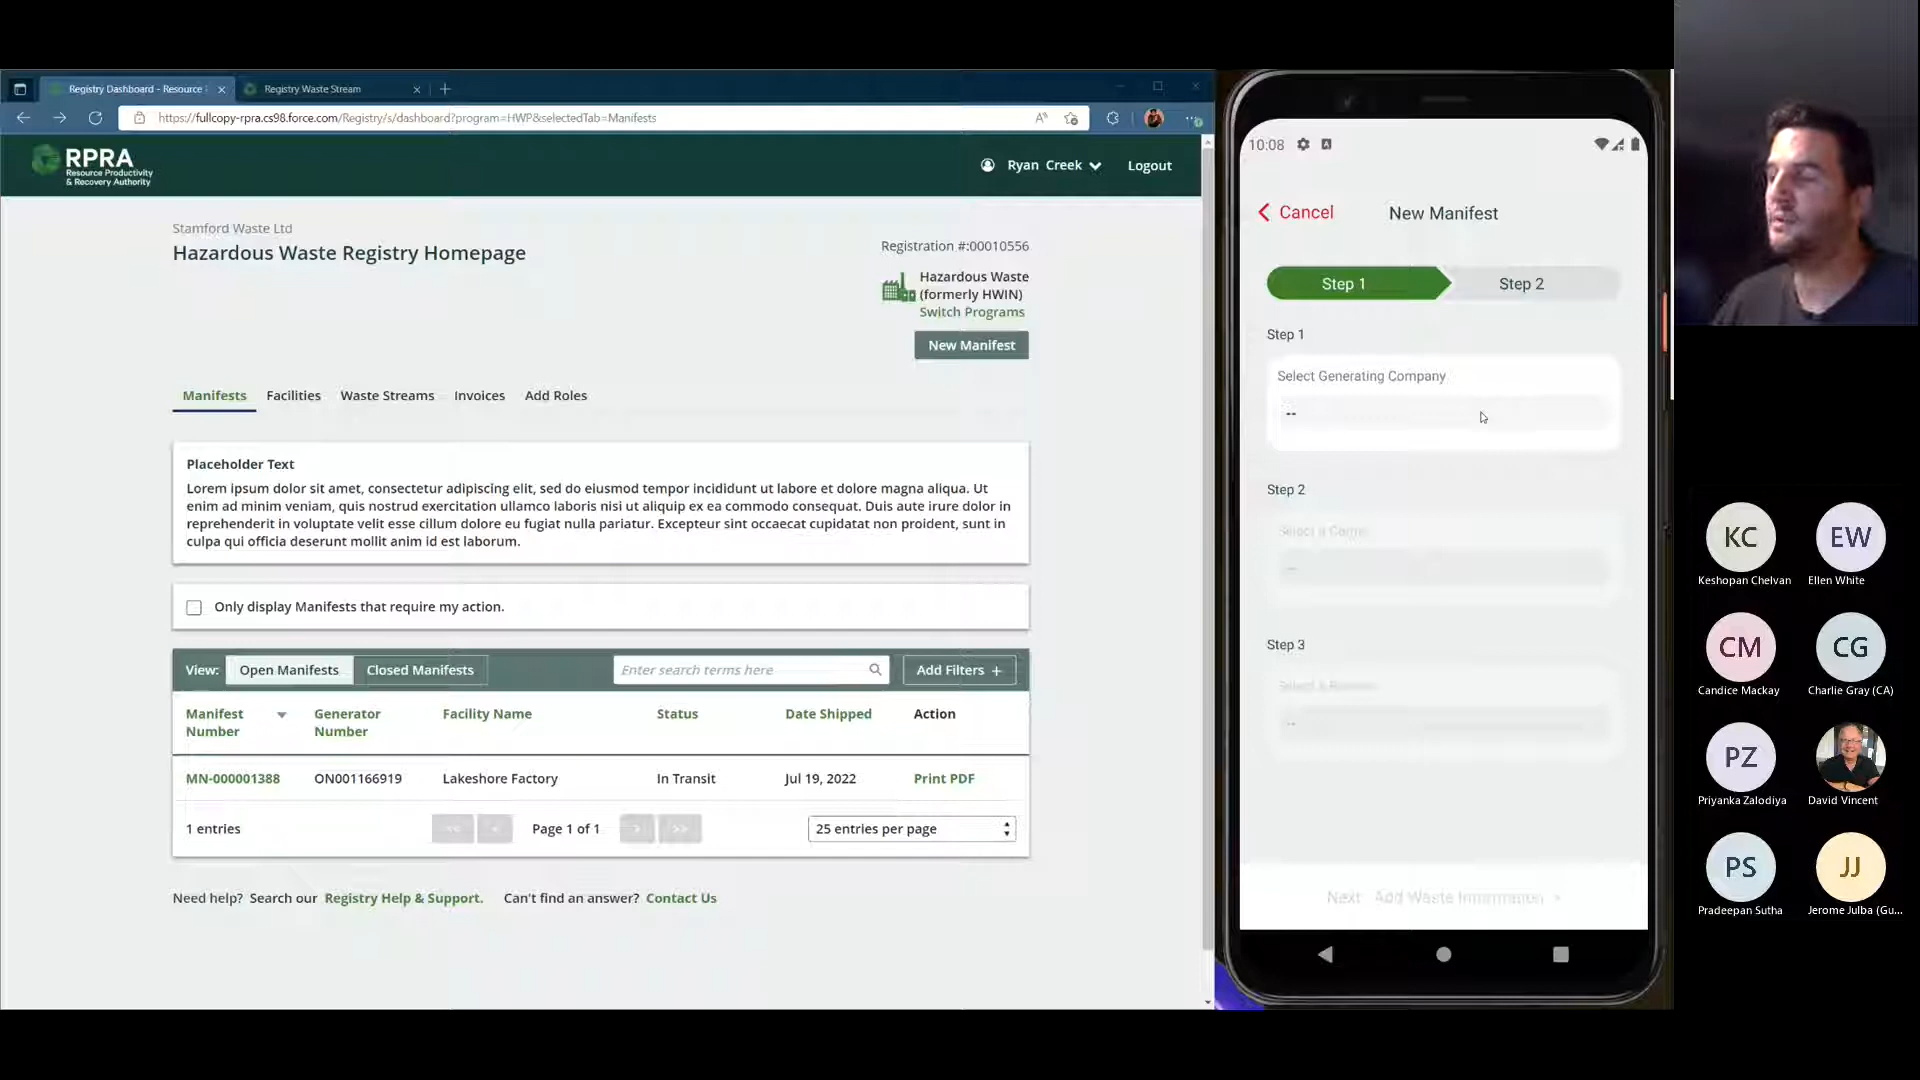 Registry Dashboard - Resource
Registry Waste Stream
https://fullcopy-rpra.cs98.force.com/Registry/s/dashboard?program=HWP&selectedTab=Manifests
RPRA
Resource Productivity
& Recovery Authority
Ryan Creek
Logout
Stamford Waste Ltd
Hazardous Waste Registry Homepage
Registration #:00010556
Hazardous Waste
(formerly HWIN)
Switch Programs
New Manifest
Manifests
Facilities
Waste Streams
Invoices
Add Roles
Placeholder Text
Lorem ipsum dolor sit amet, consectetur adipiscing elit, sed do eiusmod tempor incididunt ut labore et dolore magna aliqua. Ut
enim ad minim veniam, quis nostrud exercitation ullamco laboris nisi ut aliquip ex ea commodo consequat. Duis aute irure dolor in
reprehenderit in voluptate velit esse cillum dolore eu fugiat nulla pariatur. Excepteur sint occaecat cupidatat non proident, sunt in
culpa qui officia deserunt mollit anim id est laborum.
Only display Manifests that require my action.
View:
Open Manifests
Closed Manifests
Enter search terms here
Add Filters +
Manifest
Number
Generator
Number
Facility Name
Status
Date Shipped
Action
MN-000001388
ON001166919
Lakeshore Factory
In Transit
Jul 19, 2022
Print PDF
1 entries
<<
<
Page 1 of 1
>
>>
25 entries per page
Need help? Search our Registry Help & Support.
Can't find an answer? Contact Us
10:08
Cancel
New Manifest
Step 1
Step 2
Step 1
Select Generating Company
--
Step 2
Select a Carrier
--
Step 3
Select a Receiver
--
Next: Add Waste Information >
KC
Keshopan Chelvan
EW
Ellen White
CM
Candice Mackay
CG
Charlie Gray (CA)
PZ
Priyanka Zalodiya
David Vincent
PS
Pradeepan Sutha
JJ
Jerome Julba (Gu...